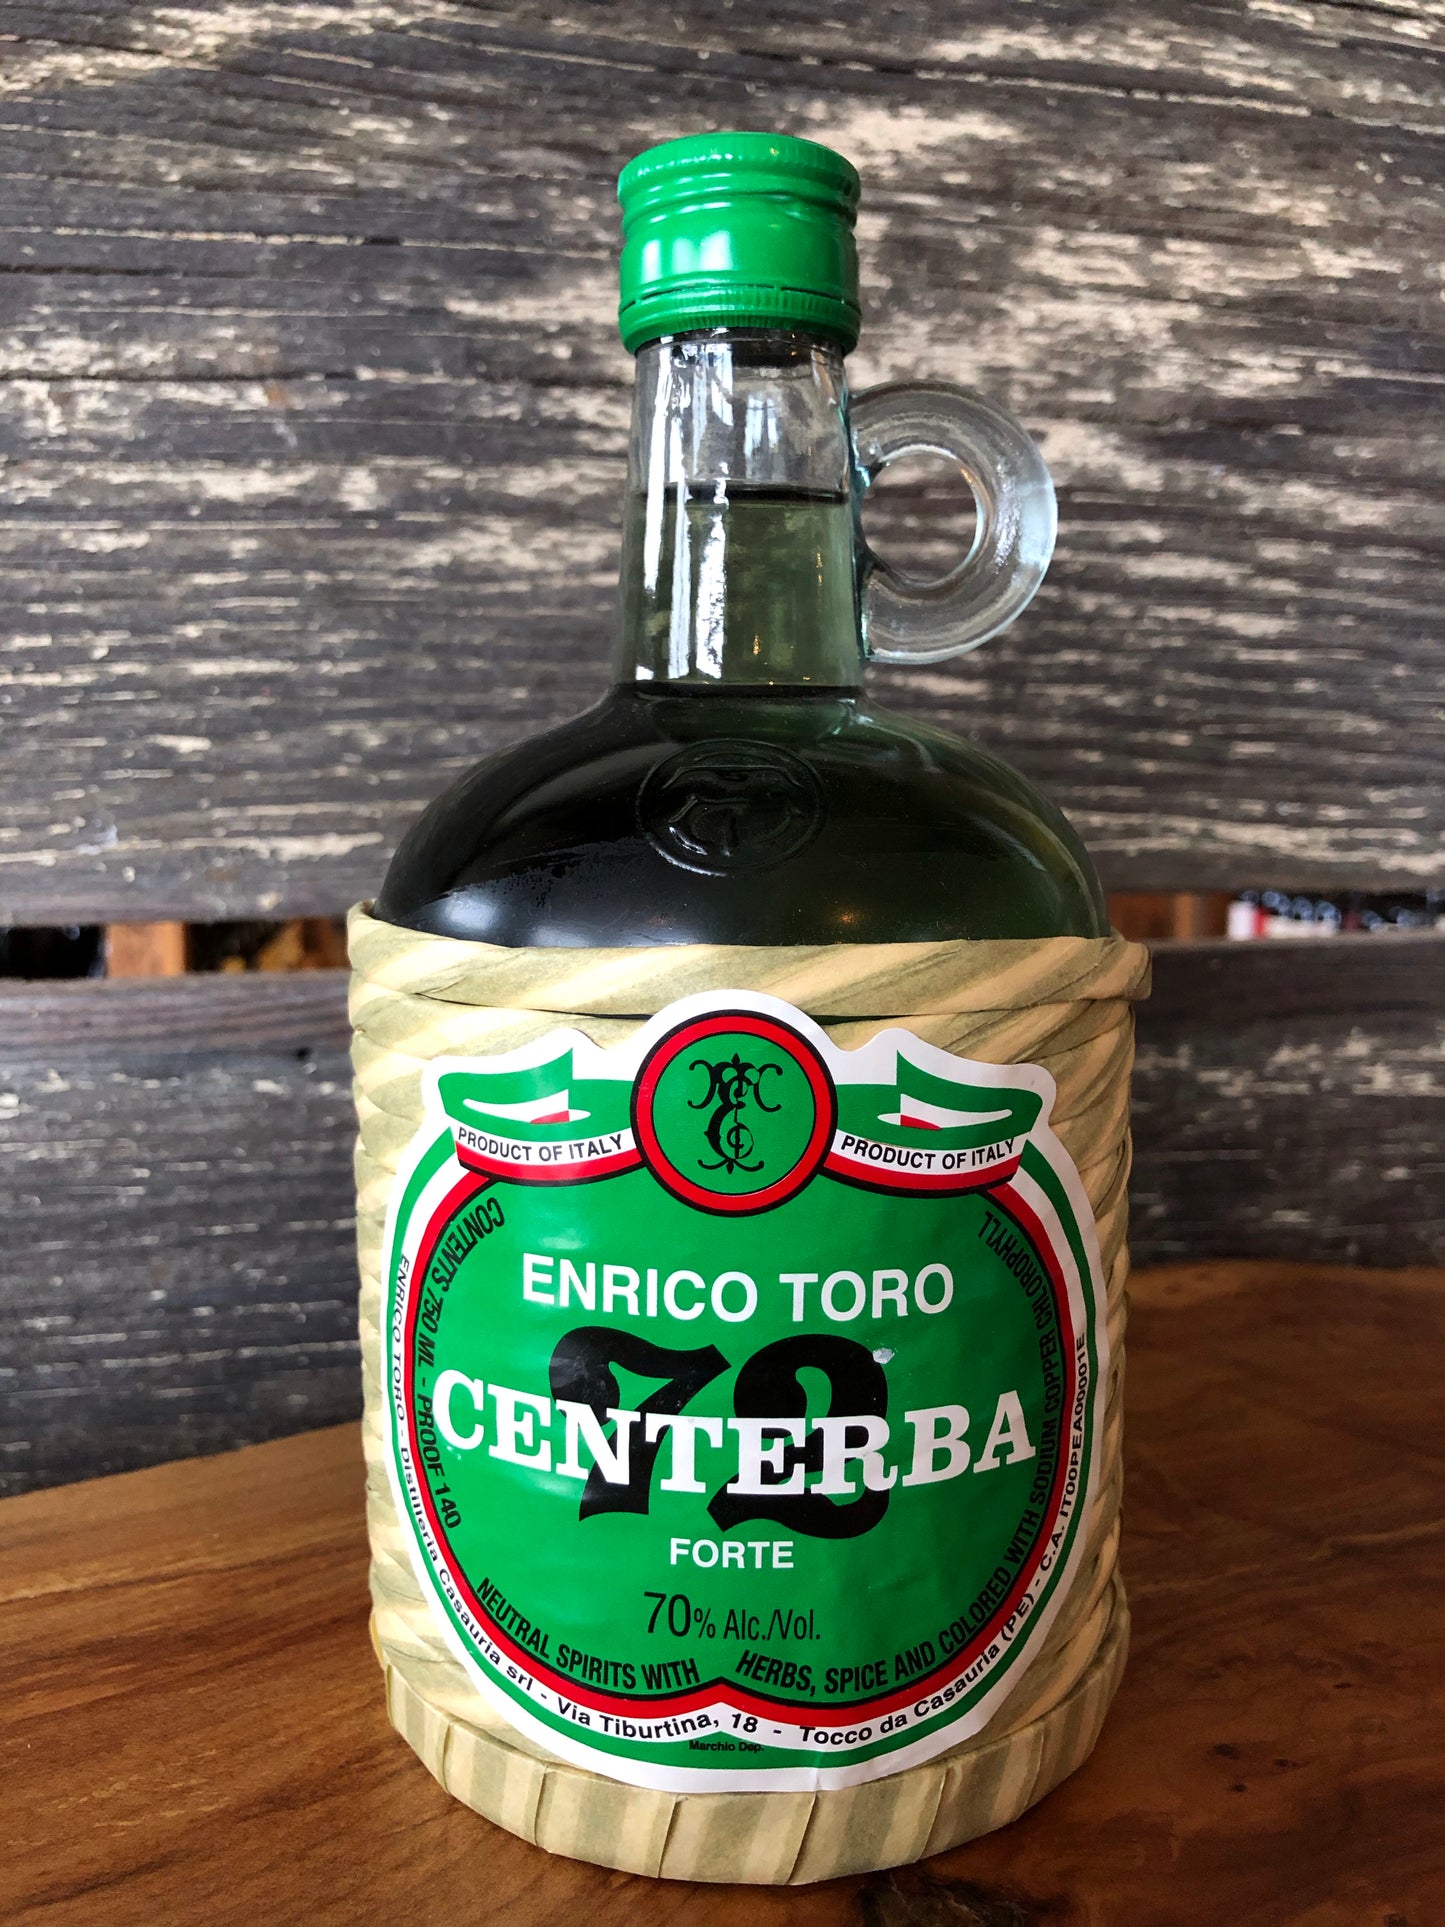 PRODUCT OF ITALY
PRODUCT OF ITALY
ENRICO TORO
72
CENTERBA
FORTE
70% Alc./Vol.
CONTENTS 750 ML - PROOF 140
NEUTRAL SPIRITS WITH HERBS, SPICE AND COLORED WITH SODIUM COPPER CHLOROPHYLL
ENRICO TORO - Distilleria Casauria srl - Via Tiburtina, 18 - Tocco da Casauria (PE) - C.A. IT00PEA00001E
Marchio Dep.